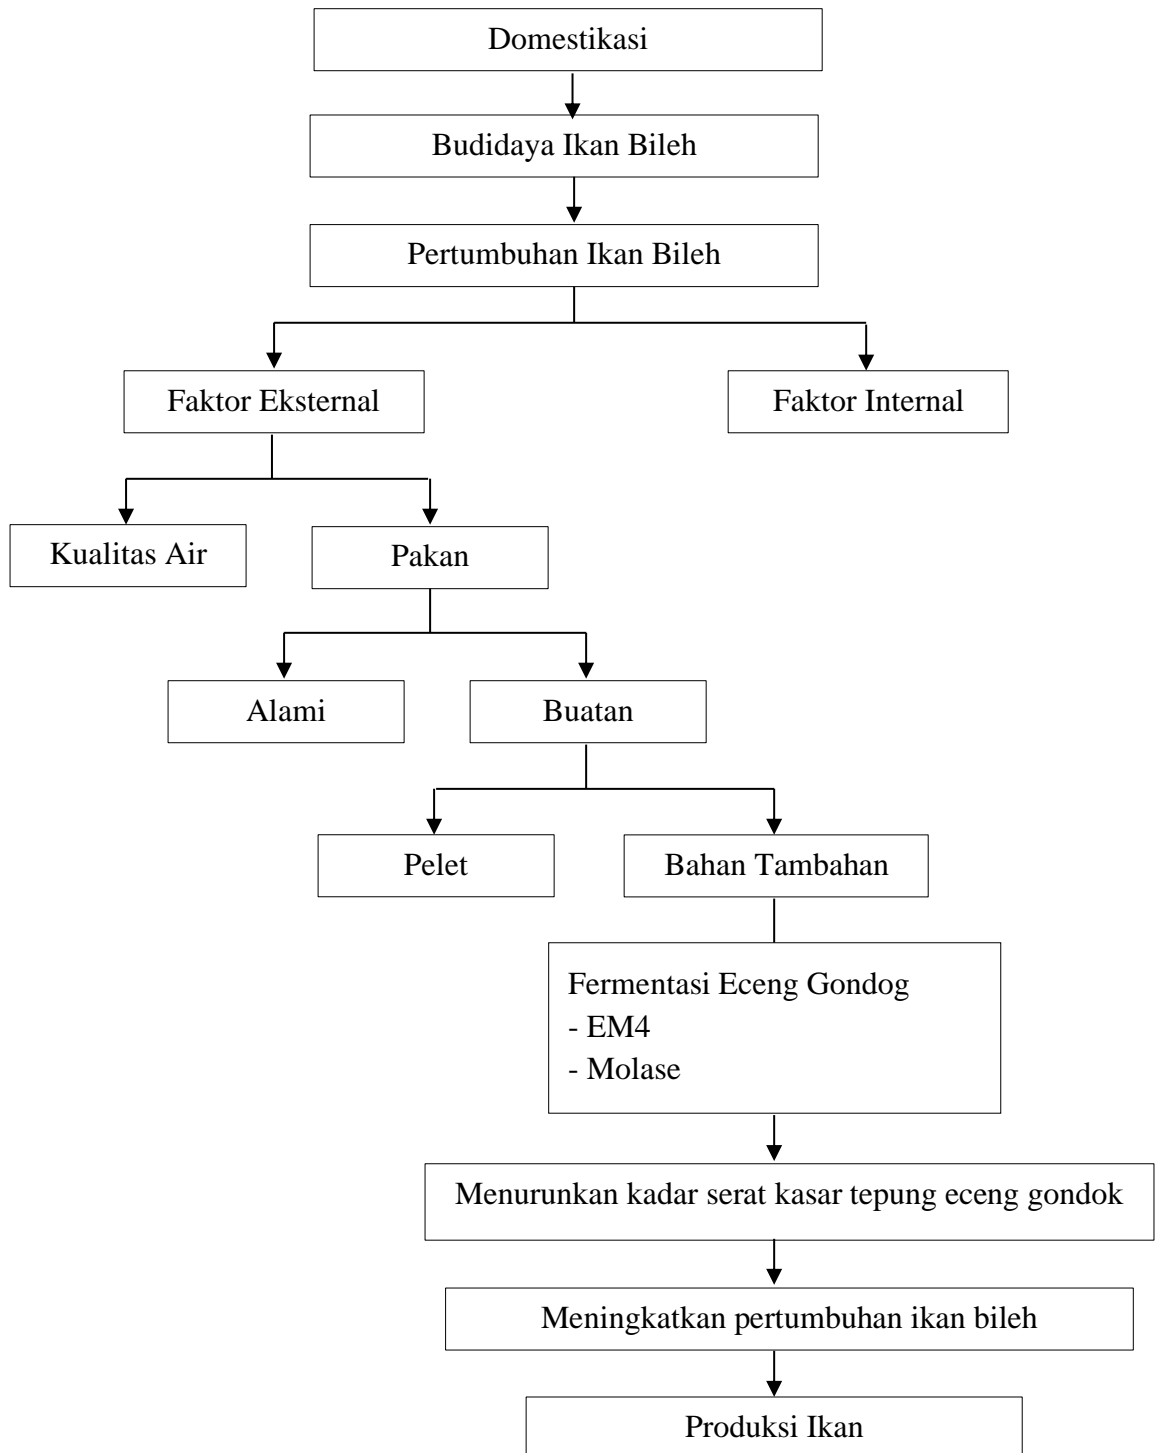 Domestikasi
Budidaya Ikan Bileh
Pertumbuhan Ikan Bileh
Faktor Eksternal
Faktor Internal
Kualitas Air
Pakan
Alami
Buatan
Pelet
Bahan Tambahan
Fermentasi Eceng Gondog
- EM4
- Molase
Menurunkan kadar serat kasar tepung eceng gondok
Meningkatkan pertumbuhan ikan bileh
Produksi Ikan